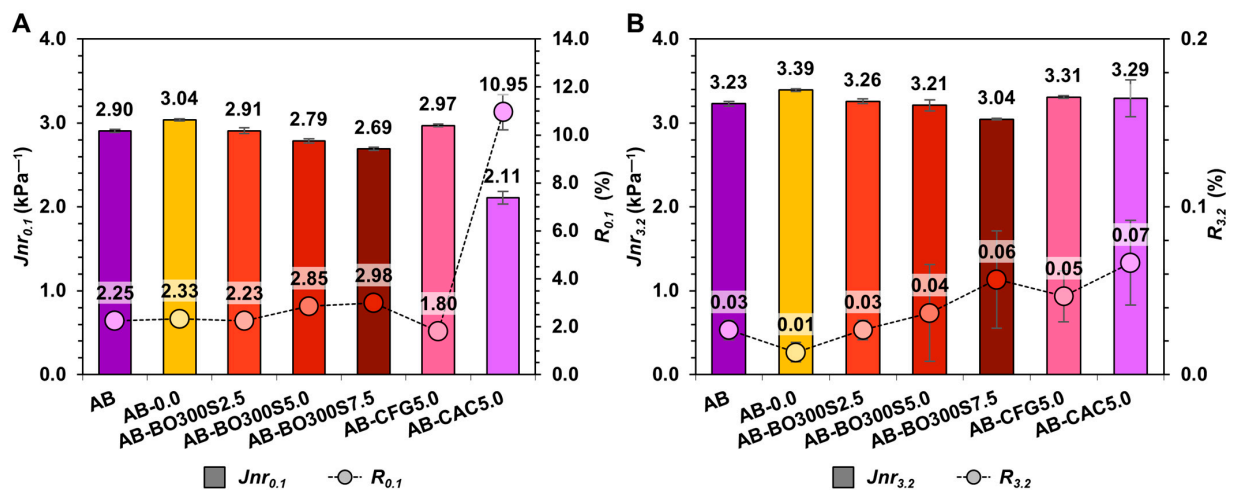 A
B
4.0
3.0
2.0
1.0
0.0
Jnr0.1 (kPa—1)
14.0
12.0
10.0
8.0
6.0
4.0
2.0
0.0
R0.1 (%)
2.90 3.04 2.91 2.79 2.69 2.97 10.95
2.11
2.25 2.33 2.23 2.85 2.98 1.80
AB AB-0.0 AB-BO300S2.5 AB-BO300S5.0 AB-BO300S7.5 AB-CFG5.0 AB-CAC5.0
Jnr0.1 R0.1
4.0
3.0
2.0
1.0
0.0
Jnr3.2 (kPa—1)
0.2
0.1
0.0
R3.2 (%)
3.23 3.39 3.26 3.21 3.04 3.31 3.29
0.03 0.01 0.03 0.04 0.06 0.05 0.07
AB AB-0.0 AB-BO300S2.5 AB-BO300S5.0 AB-BO300S7.5 AB-CFG5.0 AB-CAC5.0
Jnr3.2 R3.2